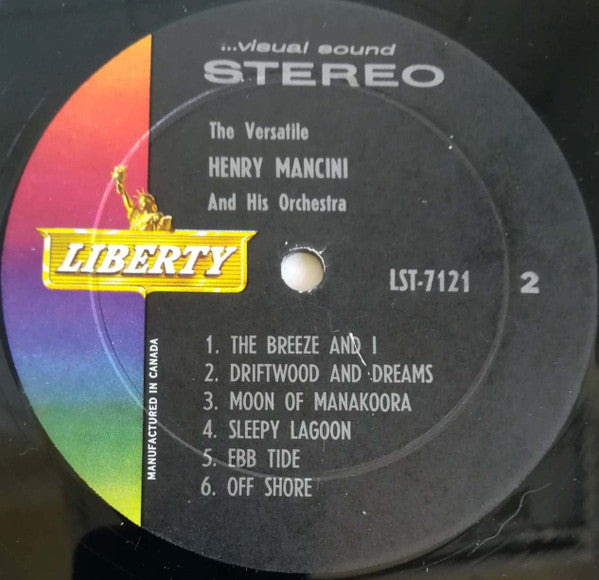 ...visual sound
STEREO
The Versatile
HENRY MANCINI
And His Orchestra
LIBERTY
LST-7121 2
1. THE BREEZE AND I
2. DRIFTWOOD AND DREAMS
3. MOON OF MANAKOORA
4. SLEEPY LAGOON
5. EBB TIDE
6. OFF SHORE
MANUFACTURED IN CANADA